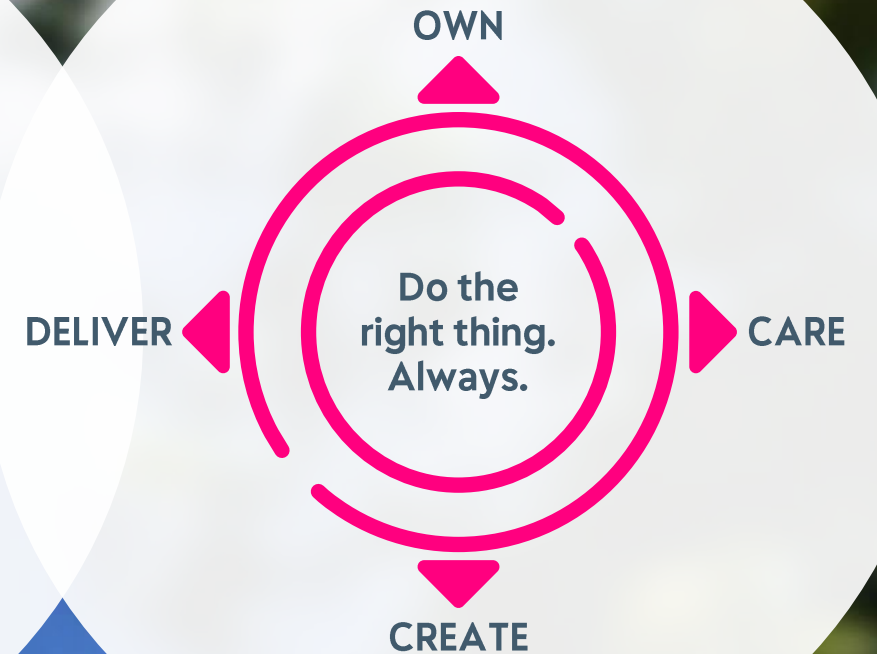 OWN
Do the
right thing.
Always.
DELIVER
CARE
CREATE